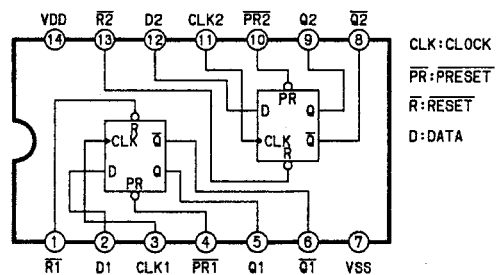 VDD R2 D2 CLK2 PR2 Q2 Q2
14 13 12 11 10 9 8
CLK:CLOCK
PR:PRESET
R:RESET
D:DATA
PR
D Q
CLK Q
R
R
CLK Q
D Q
PR
1 2 3 4 5 6 7
R1 D1 CLK1 PR1 Q1 Q1 VSS